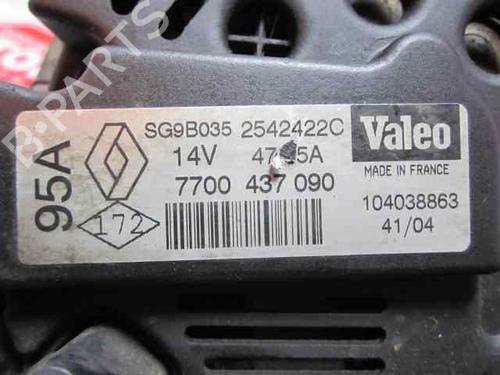 SG9B035 2542422C
Valeo
95A
14V
MADE IN FRANCE
7700 437 090
104038863
172
41/04
B-Parts